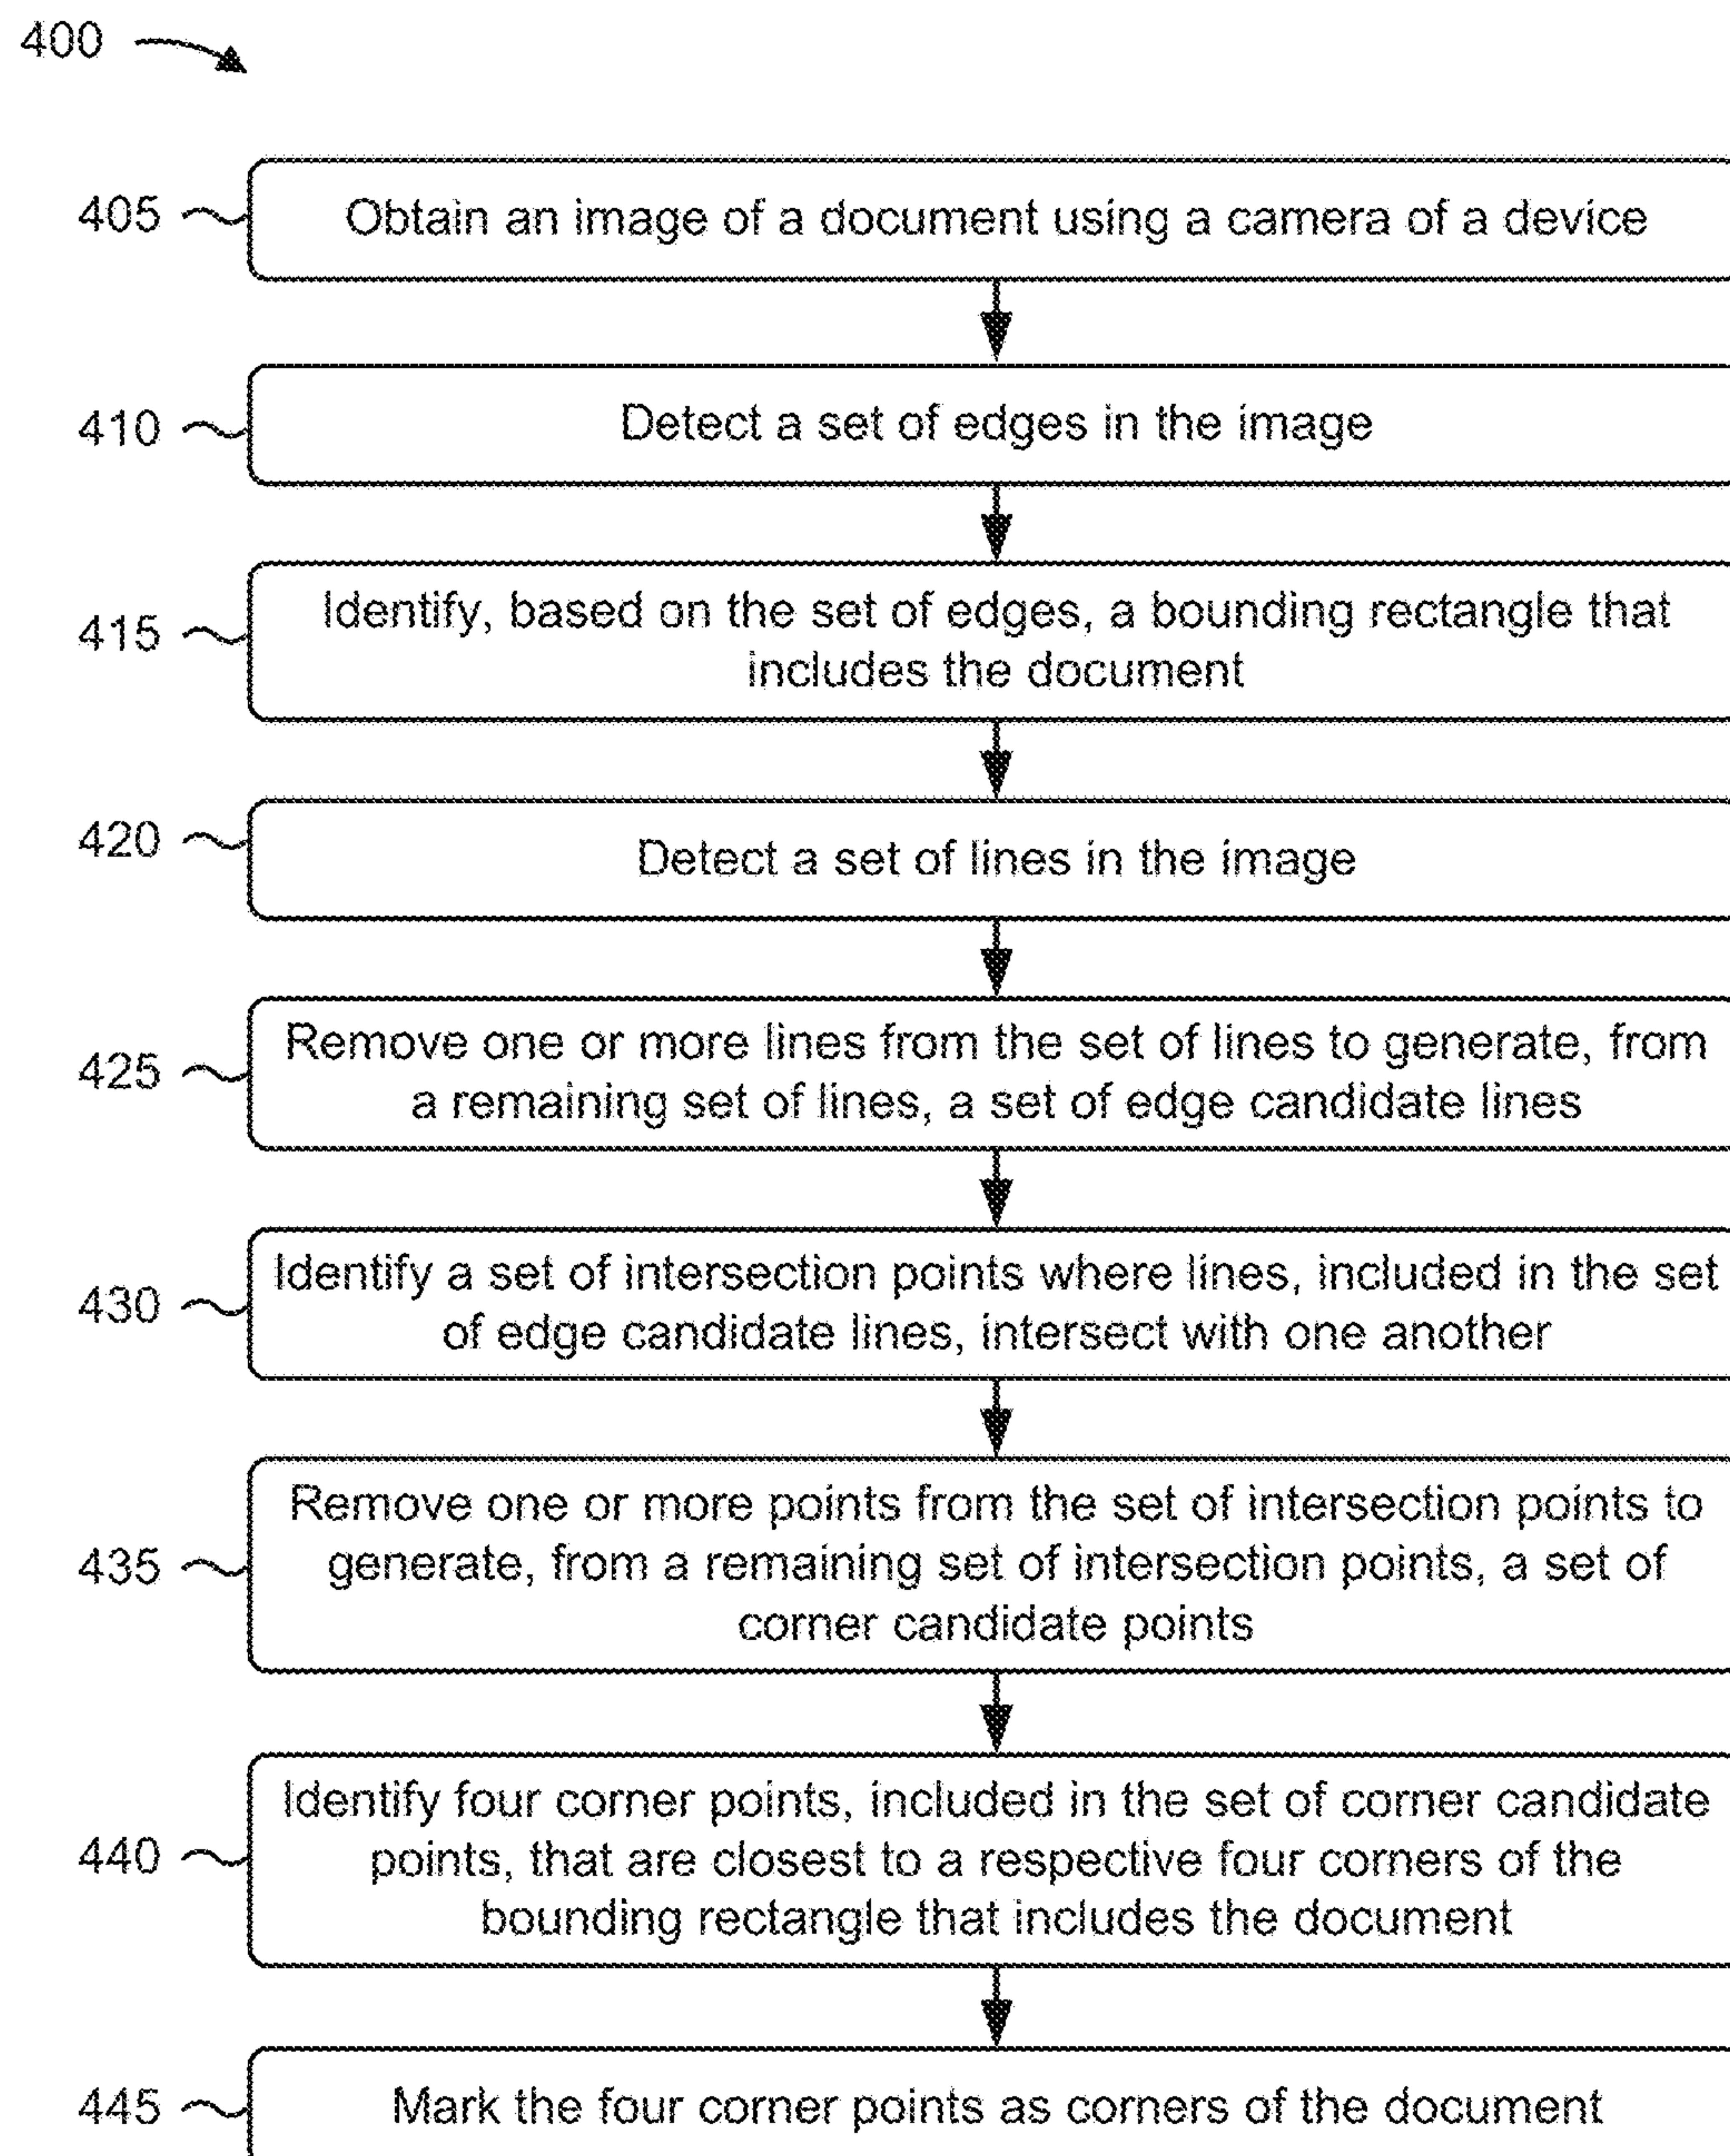 400
405
Obtain an image of a document using a camera of a device
410
Detect a set of edges in the image
415
Identify, based on the set of edges, a bounding rectangle that
includes the document
420
Detect a set of lines in the image
425
Remove one or more lines from the set of lines to generate, from
a remaining set of lines, a set of edge candidate lines
430
Identify a set of intersection points where lines, included in the set
of edge candidate lines, intersect with one another
435
Remove one or more points from the set of intersection points to
generate, from a remaining set of intersection points, a set of
corner candidate points
440
Identify four corner points, included in the set of corner candidate
points, that are closest to a respective four corners of the
bounding rectangle that includes the document
445
Mark the four corner points as corners of the document